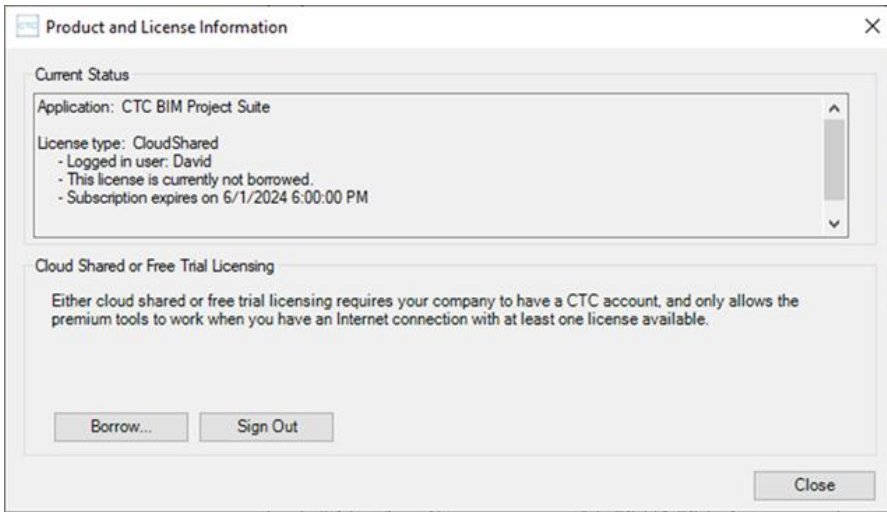 CTC
Product and License Information
Current Status
Application: CTC BIM Project Suite
License type: CloudShared
- Logged in user: David
- This license is currently not borrowed.
- Subscription expires on 6/1/2024 6:00:00 PM
Cloud Shared or Free Trial Licensing
Either cloud shared or free trial licensing requires your company to have a CTC account, and only allows the
premium tools to work when you have an Internet connection with at least one license available.
Borrow...
Sign Out
Close